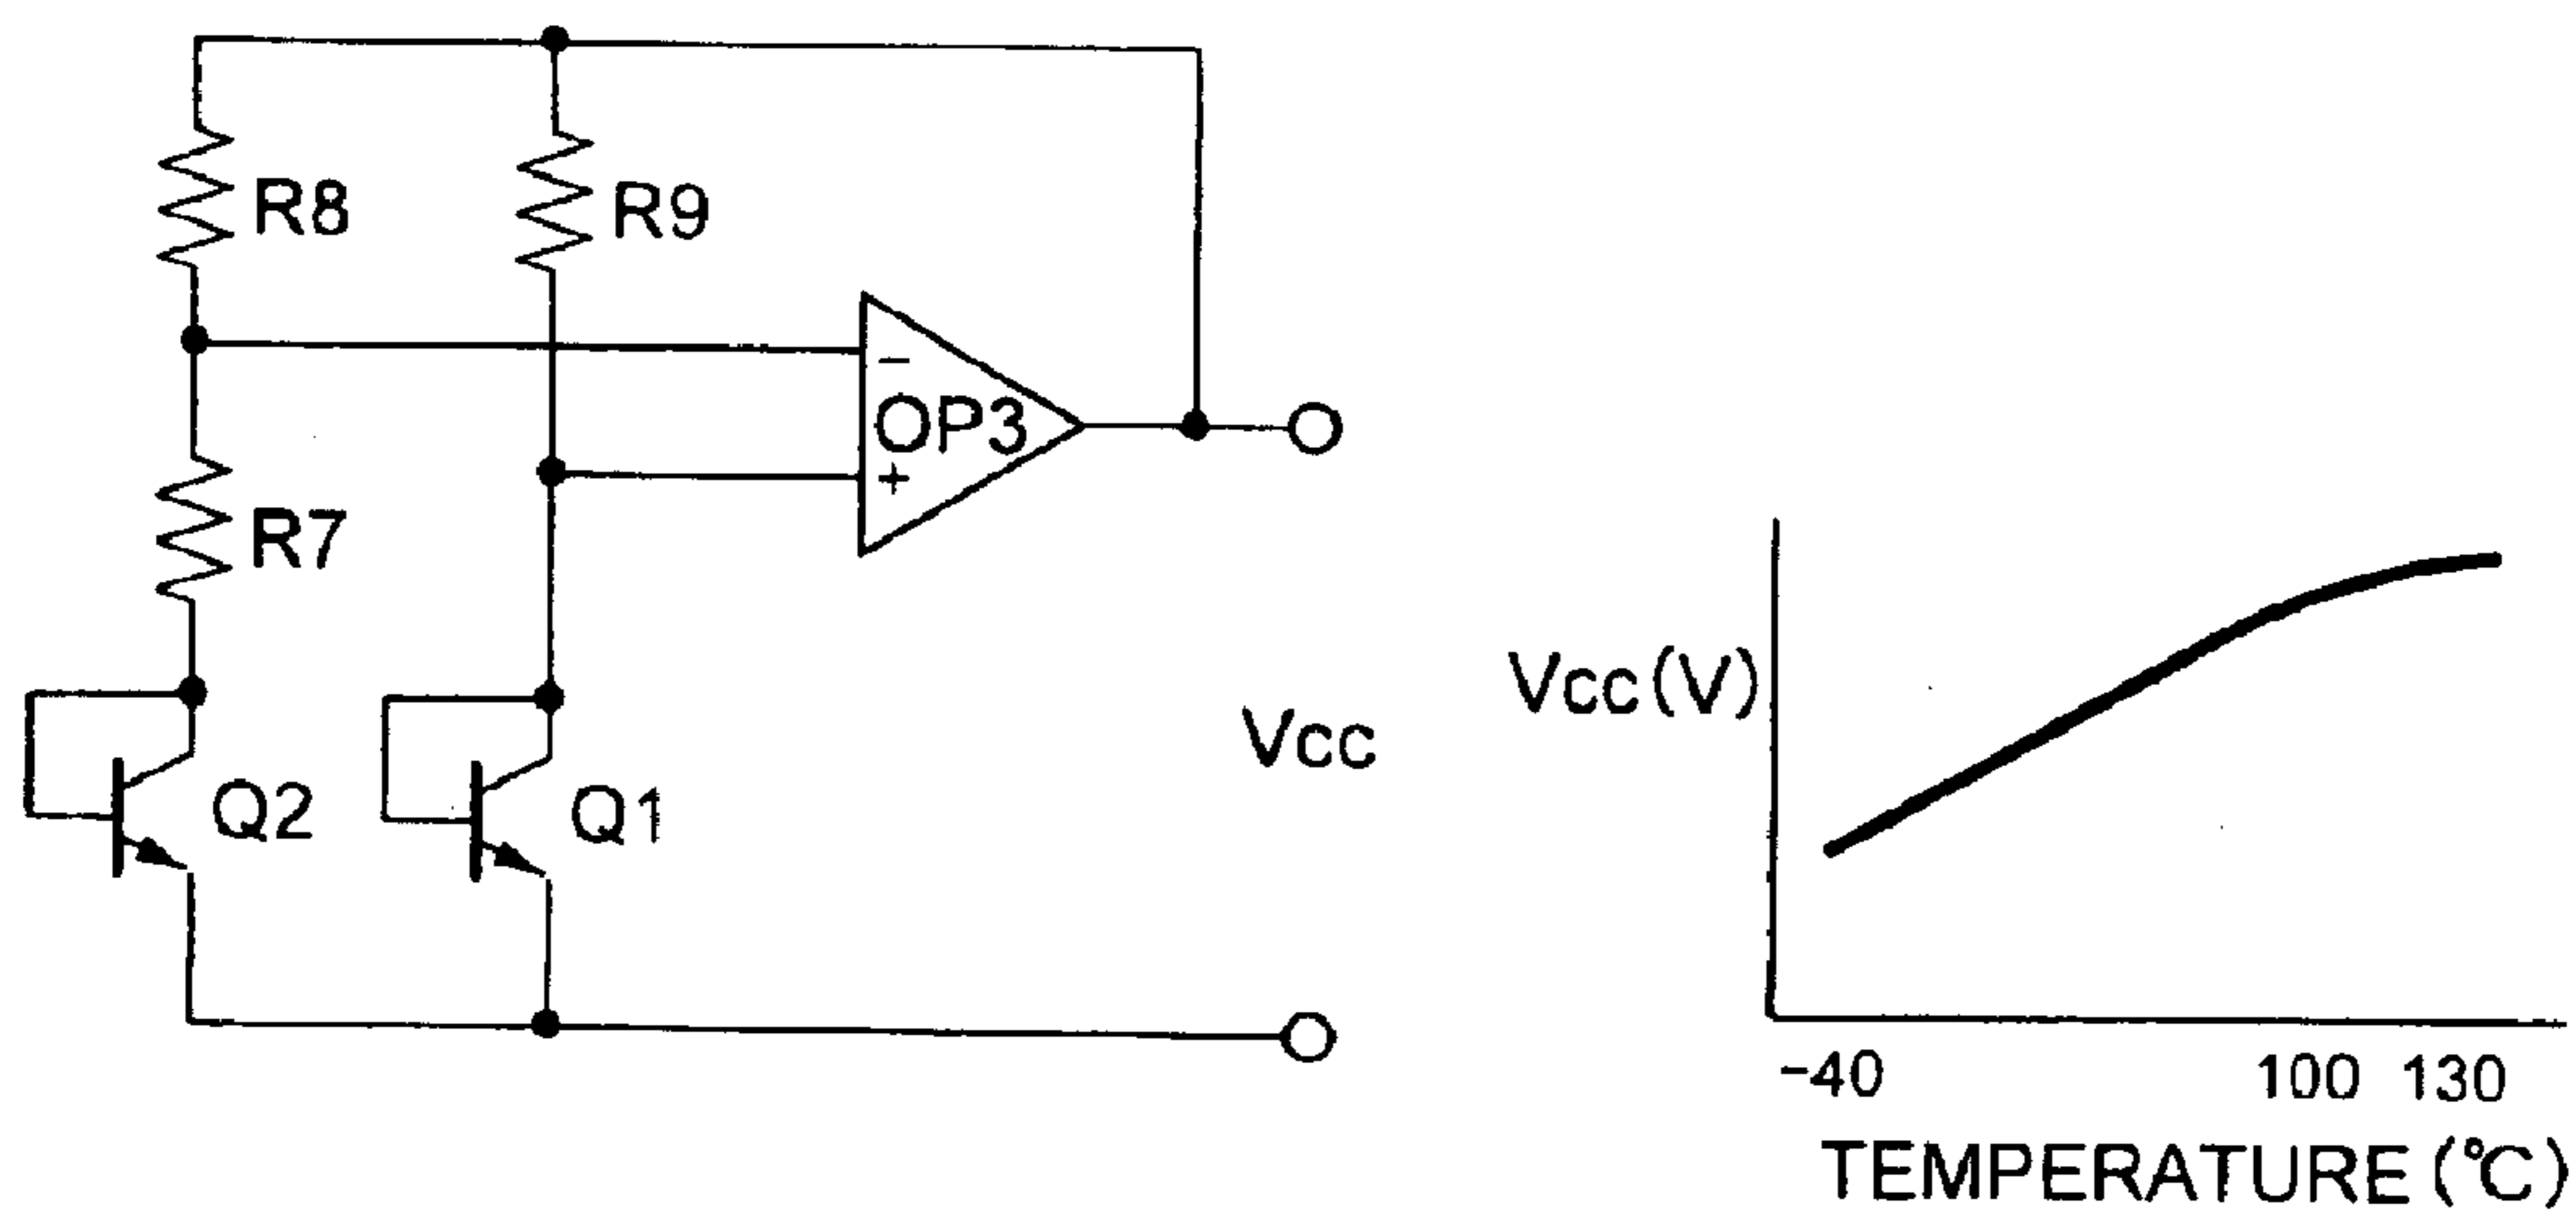 R8
R9
−
OP3
+
R7
Q2
Q1
Vcc
Vcc(V)
-40
100
130
TEMPERATURE(℃)